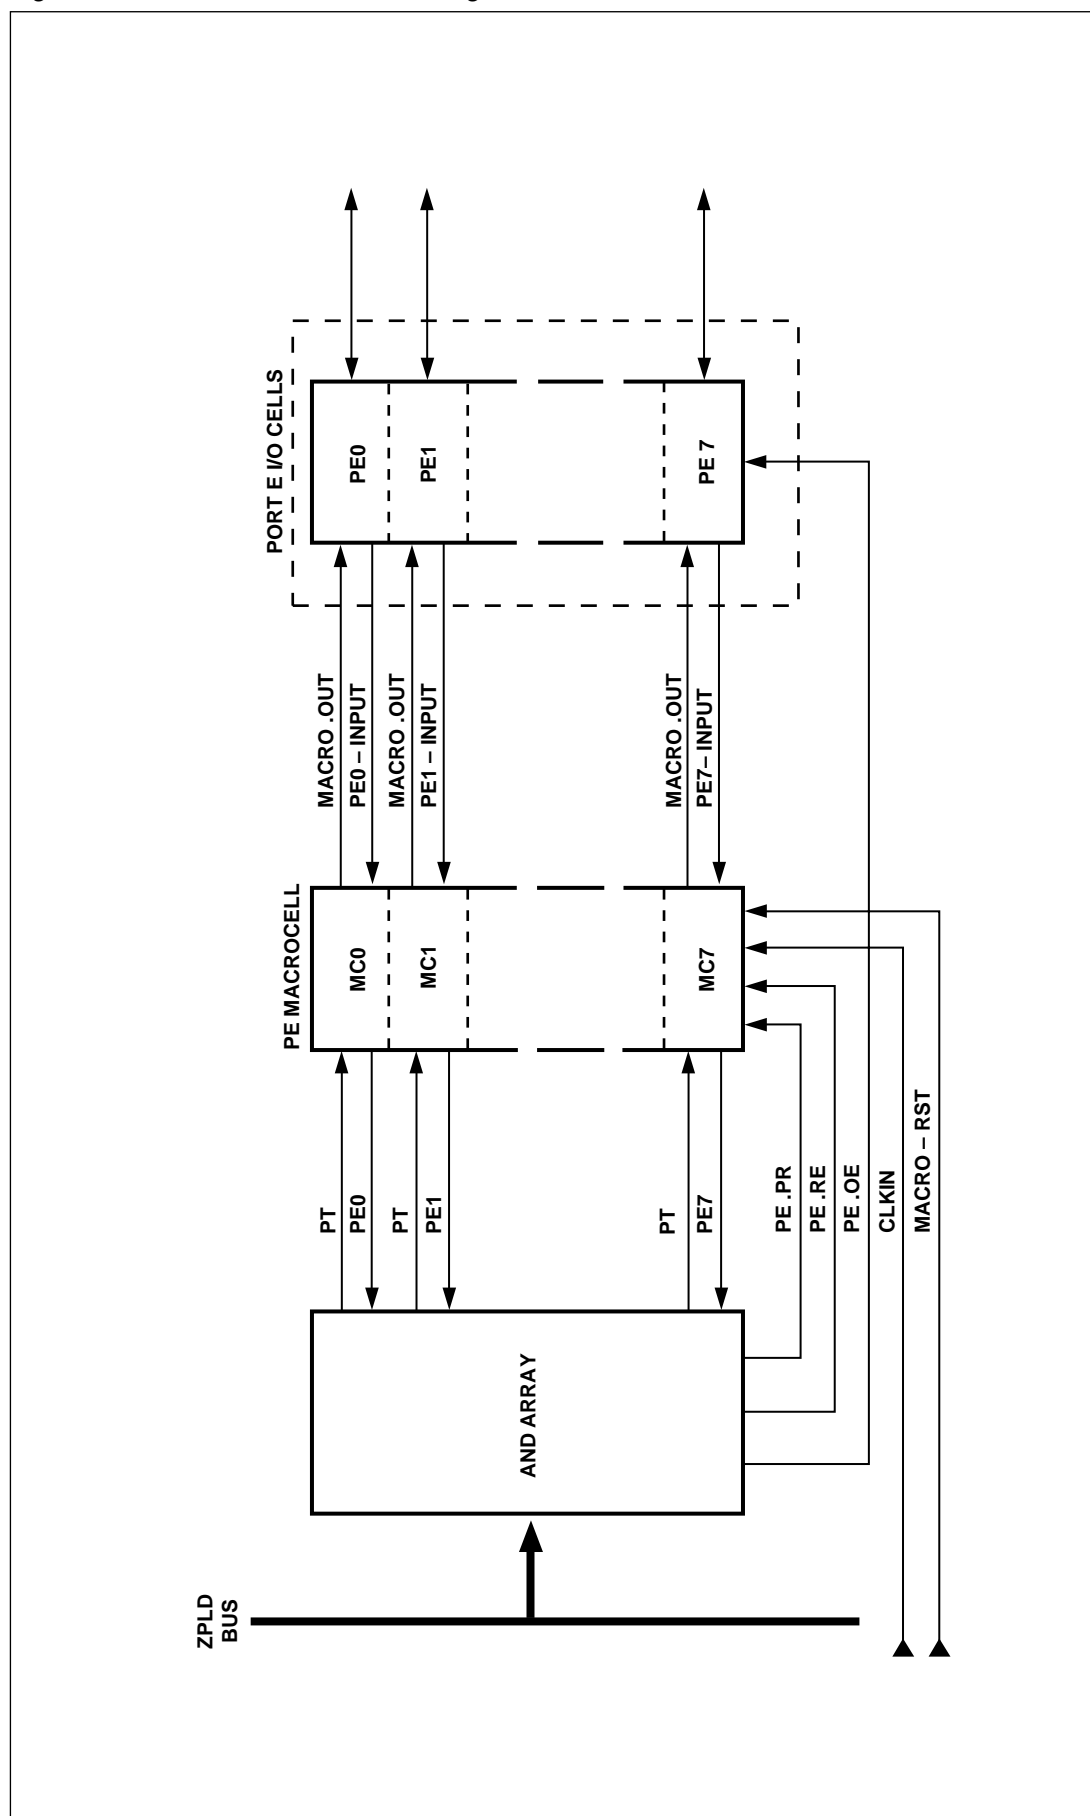 ZPLD
BUS
AND ARRAY
PT
PE0
PT
PE1
PT
PE7
PE .PR
PE .RE
PE .OE
CLKIN
MACRO – RST
PE MACROCELL
MC0
MC1
MC7
MACRO .OUT
PE0 – INPUT
MACRO .OUT
PE1 – INPUT
MACRO .OUT
PE7– INPUT
PORT E I/O CELLS
PE0
PE1
PE 7